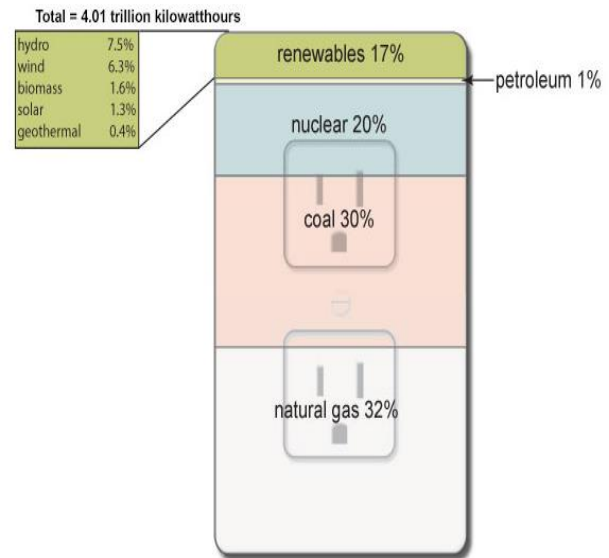 Total = 4.01 trillion kilowatthours
hydro 7.5%
wind 6.3%
biomass 1.6%
solar 1.3%
geothermal 0.4%
renewables 17%
petroleum 1%
nuclear 20%
coal 30%
natural gas 32%